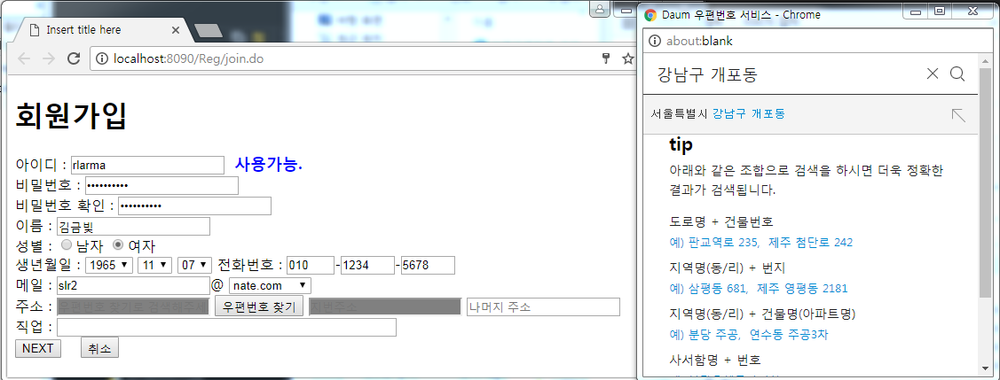 Insert title here
localhost:8090/Reg/join.do
회원가입
아이디 : rlarma 사용가능.
비밀번호 : ••••••••••
비밀번호 확인 : ••••••••••
이름 : 김금빛
성별 : 남자 여자
생년월일 : 1965 11 07 전화번호 : 010-1234-5678
메일 : slr2@ nate.com
주소 : 우편번호 찾기 지번주소 나머지 주소
직업 :
NEXT 취소
Daum 우편번호 서비스 - Chrome
about:blank
강남구 개포동
서울특별시 강남구 개포동
tip
아래와 같은 조합으로 검색을 하시면 더욱 정확한
결과가 검색됩니다.
도로명 + 건물번호
예) 판교역로 235, 제주 첨단로 242
지역명(동/리) + 번지
예) 삼평동 681, 제주 영평동 2181
지역명(동/리) + 건물명(아파트명)
예) 분당 주공, 연수동 주공3차
사서함명 + 번호